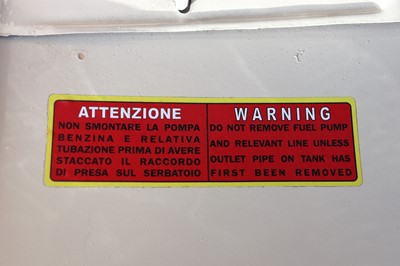 ATTENZIONE
NON SMONTARE LA POMPA
BENZINA E RELATIVA
TUBAZIONE PRIMA DI AVERE
STACCATO IL RACCORDO
DI PRESA SUL SERBATOIO
WARNING
DO NOT REMOVE FUEL PUMP
AND RELEVANT LINE UNLESS
OUTLET PIPE ON TANK HAS
FIRST BEEN REMOVED